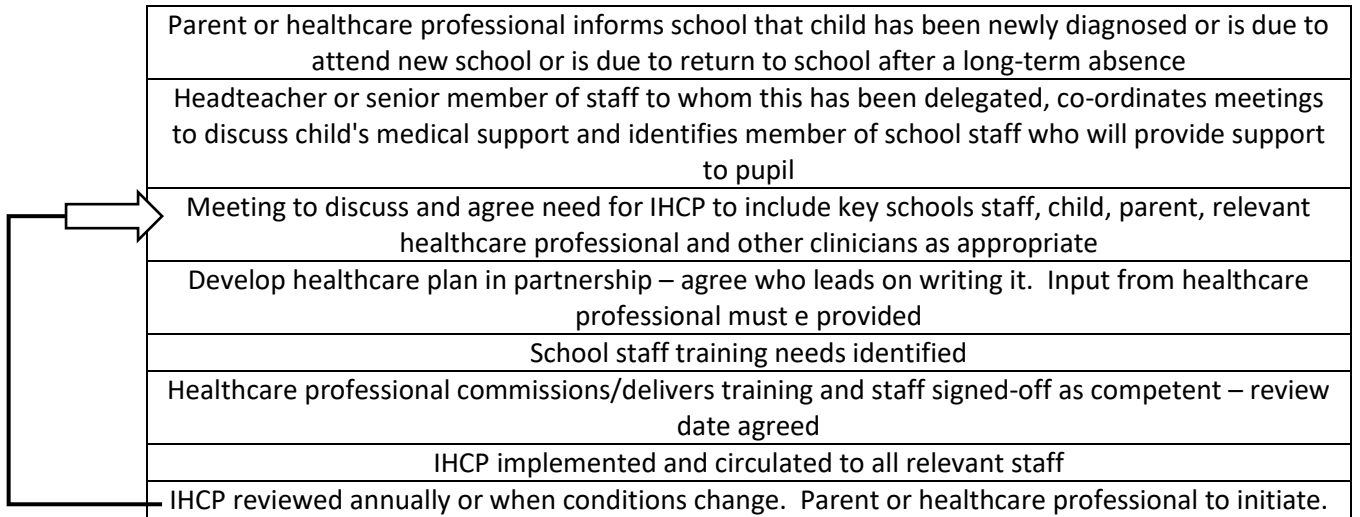 Parent or healthcare professional informs school that child has been newly diagnosed or is due to
attend new school or is due to return to school after a long-term absence
Headteacher or senior member of staff to whom this has been delegated, co-ordinates meetings
to discuss child's medical support and identifies member of school staff who will provide support
to pupil
Meeting to discuss and agree need for IHCP to include key schools staff, child, parent, relevant
healthcare professional and other clinicians as appropriate
Develop healthcare plan in partnership – agree who leads on writing it.  Input from healthcare
professional must e provided
School staff training needs identified
Healthcare professional commissions/delivers training and staff signed-off as competent – review
date agreed
IHCP implemented and circulated to all relevant staff
IHCP reviewed annually or when conditions change.  Parent or healthcare professional to initiate.